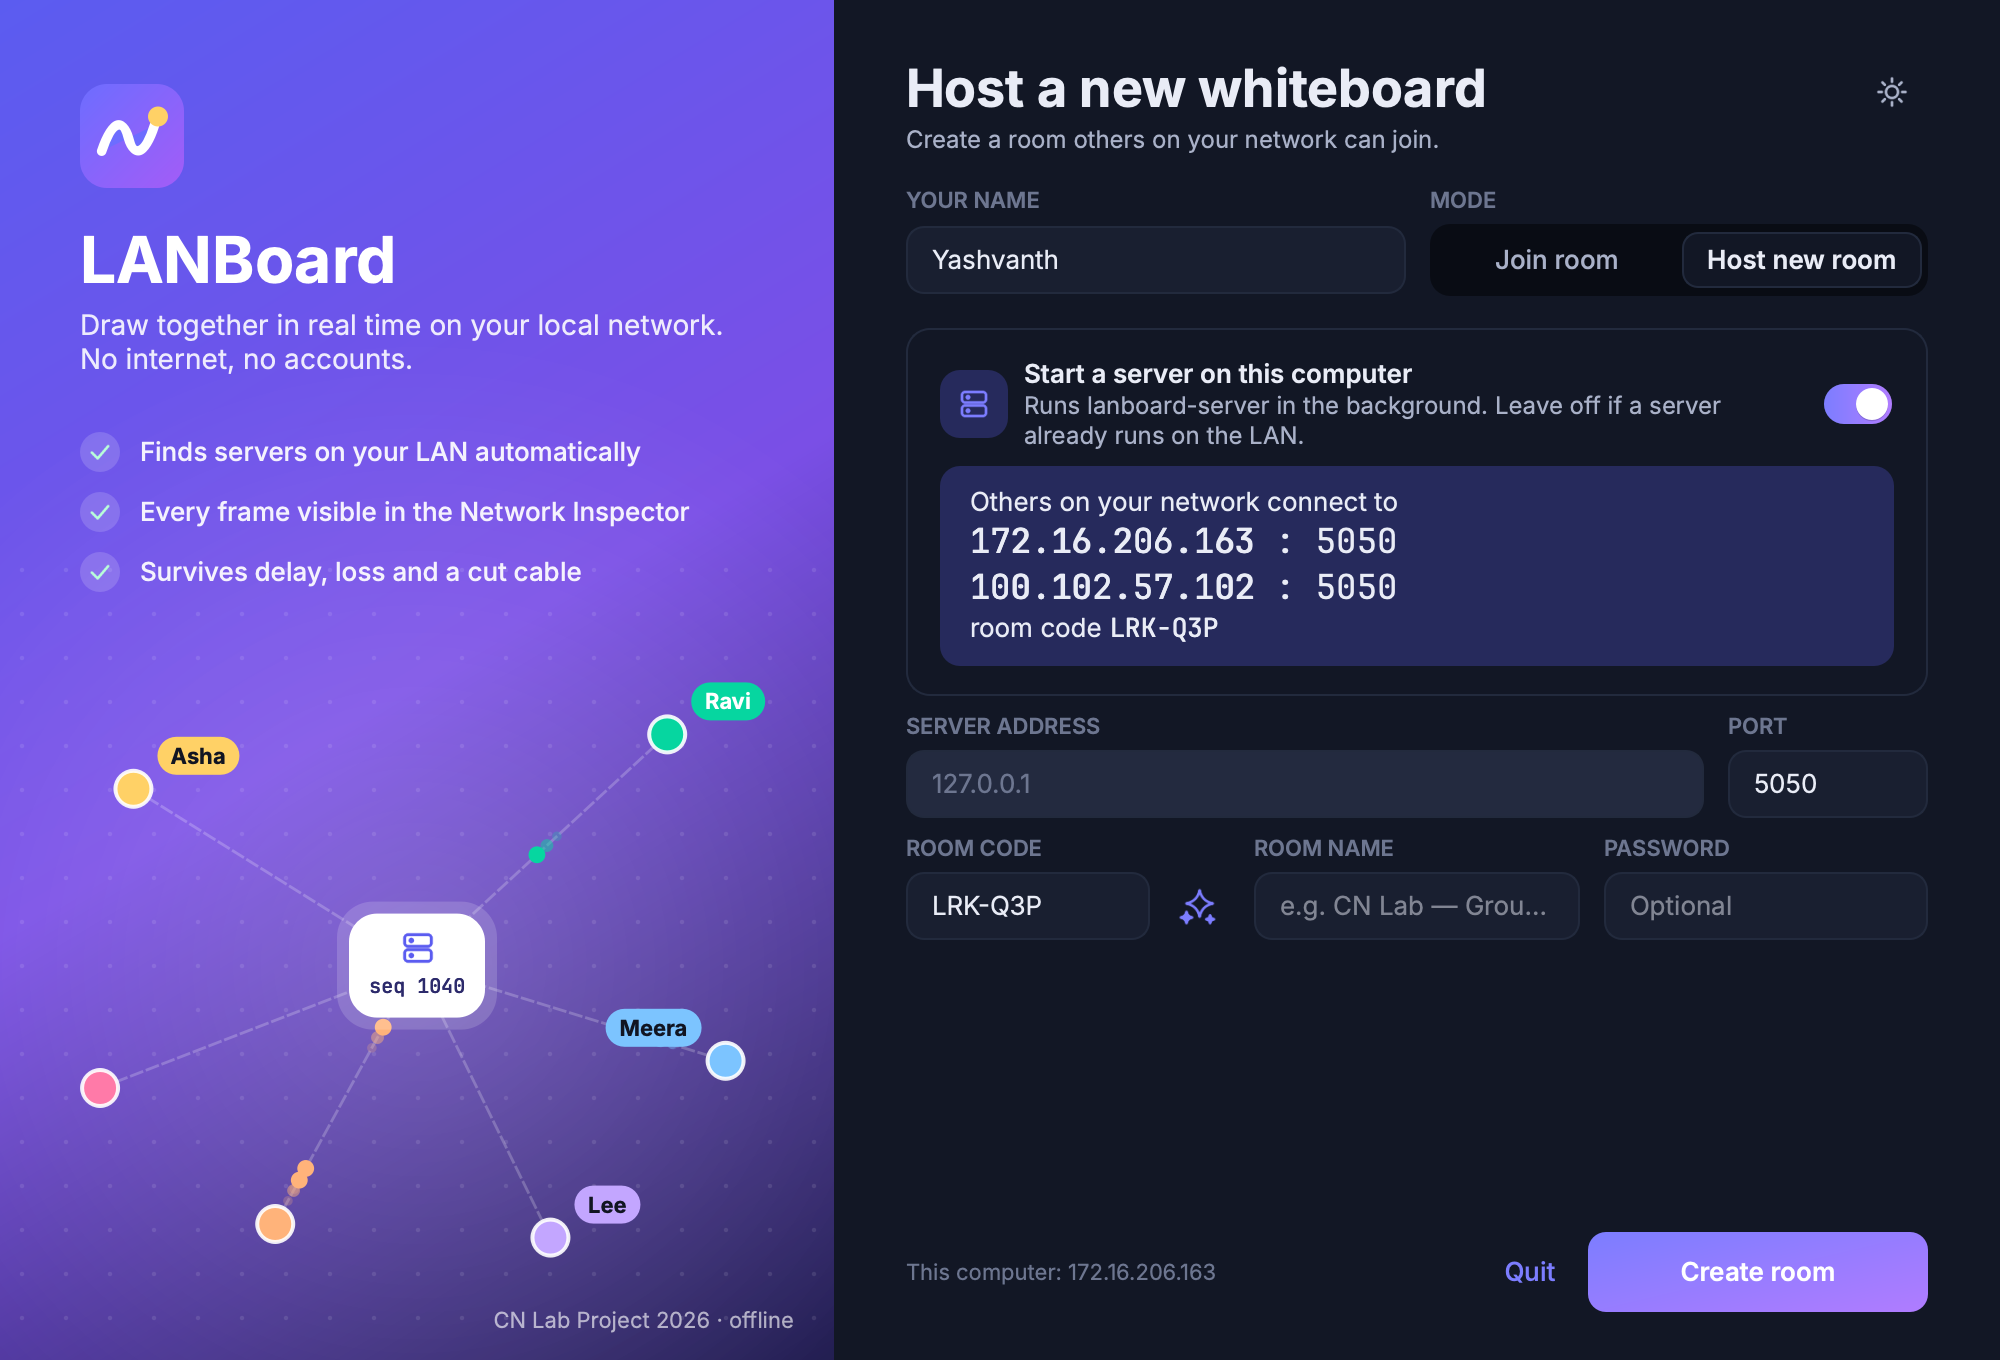 LANBoard
Draw together in real time on your local network.
No internet, no accounts.
Finds servers on your LAN automatically
Every frame visible in the Network Inspector
Survives delay, loss and a cut cable
Ravi
Asha
seq 1040
Meera
Lee
CN Lab Project 2026 · offline
Host a new whiteboard
Create a room others on your network can join.
YOUR NAME
MODE
Yashvanth
Join room
Host new room
Start a server on this computer
Runs lanboard-server in the background. Leave off if a server
already runs on the LAN.
Others on your network connect to
172.16.206.163 : 5050
100.102.57.102 : 5050
room code LRK-Q3P
SERVER ADDRESS
PORT
127.0.0.1
5050
ROOM CODE
ROOM NAME
PASSWORD
LRK-Q3P
e.g. CN Lab — Grou...
Optional
This computer: 172.16.206.163
Quit
Create room